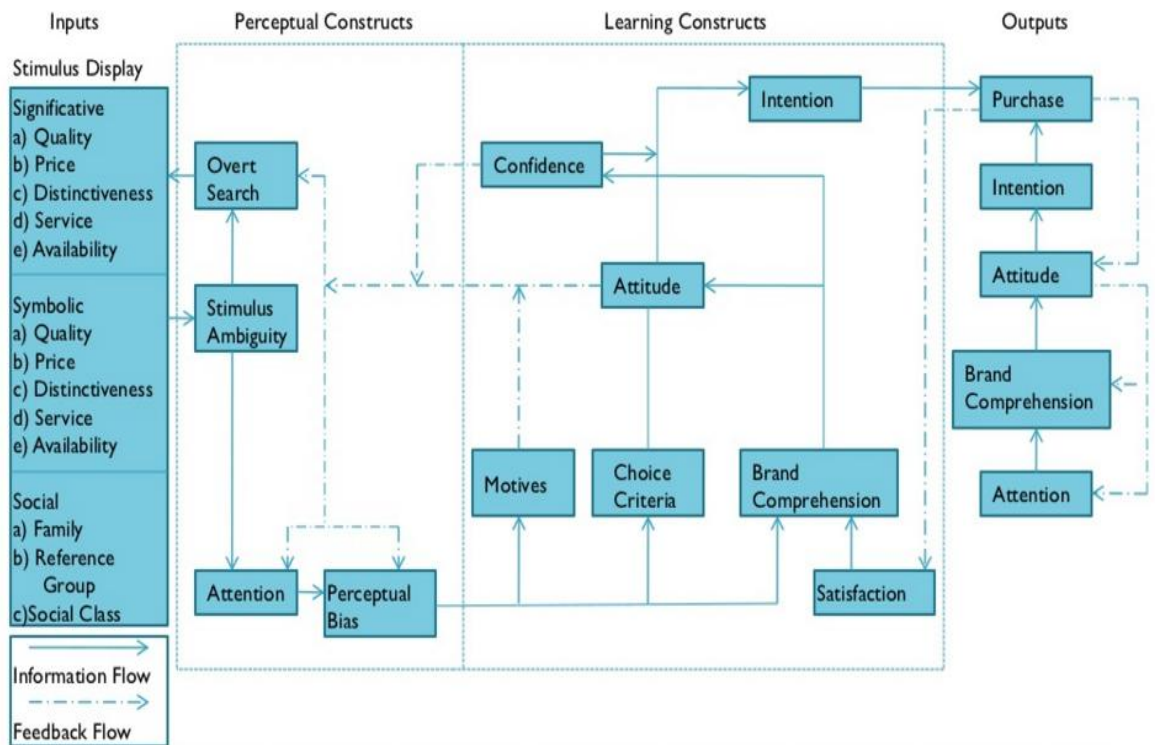 Inputs
Perceptual Constructs
Learning Constructs
Outputs
Stimulus Display
Significative
a) Quality
b) Price
c) Distinctiveness
d) Service
e) Availability
Symbolic
a) Quality
b) Price
c) Distinctiveness
d) Service
e) Availability
Social
a) Family
b) Reference
Group
c)Social Class
Information Flow
Feedback Flow
Overt
Search
Stimulus
Ambiguity
Attention
Perceptual
Bias
Intention
Confidence
Attitude
Motives
Choice
Criteria
Brand
Comprehension
Satisfaction
Purchase
Intention
Attitude
Brand
Comprehension
Attention